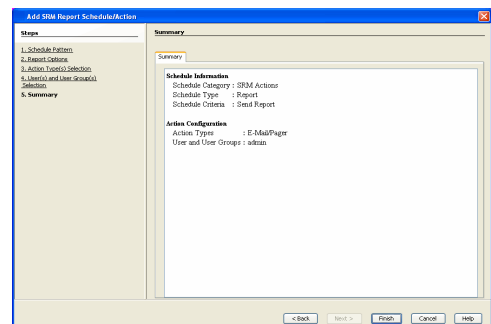 Add SRM Report Schedule/Action
Steps
1. Schedule Pattern
2. Report Options
3. Action Type(s) Selection
4. User(s) and User Group(s)
Selection
5. Summary
Summary
Summary
Schedule Information
Schedule Category : SRM Actions
Schedule Type : Report
Schedule Criteria : Send Report
Action Configuration
Action Types : E-Mail/Pager
User and User Groups : admin
< Back
Next >
Finish
Cancel
Help